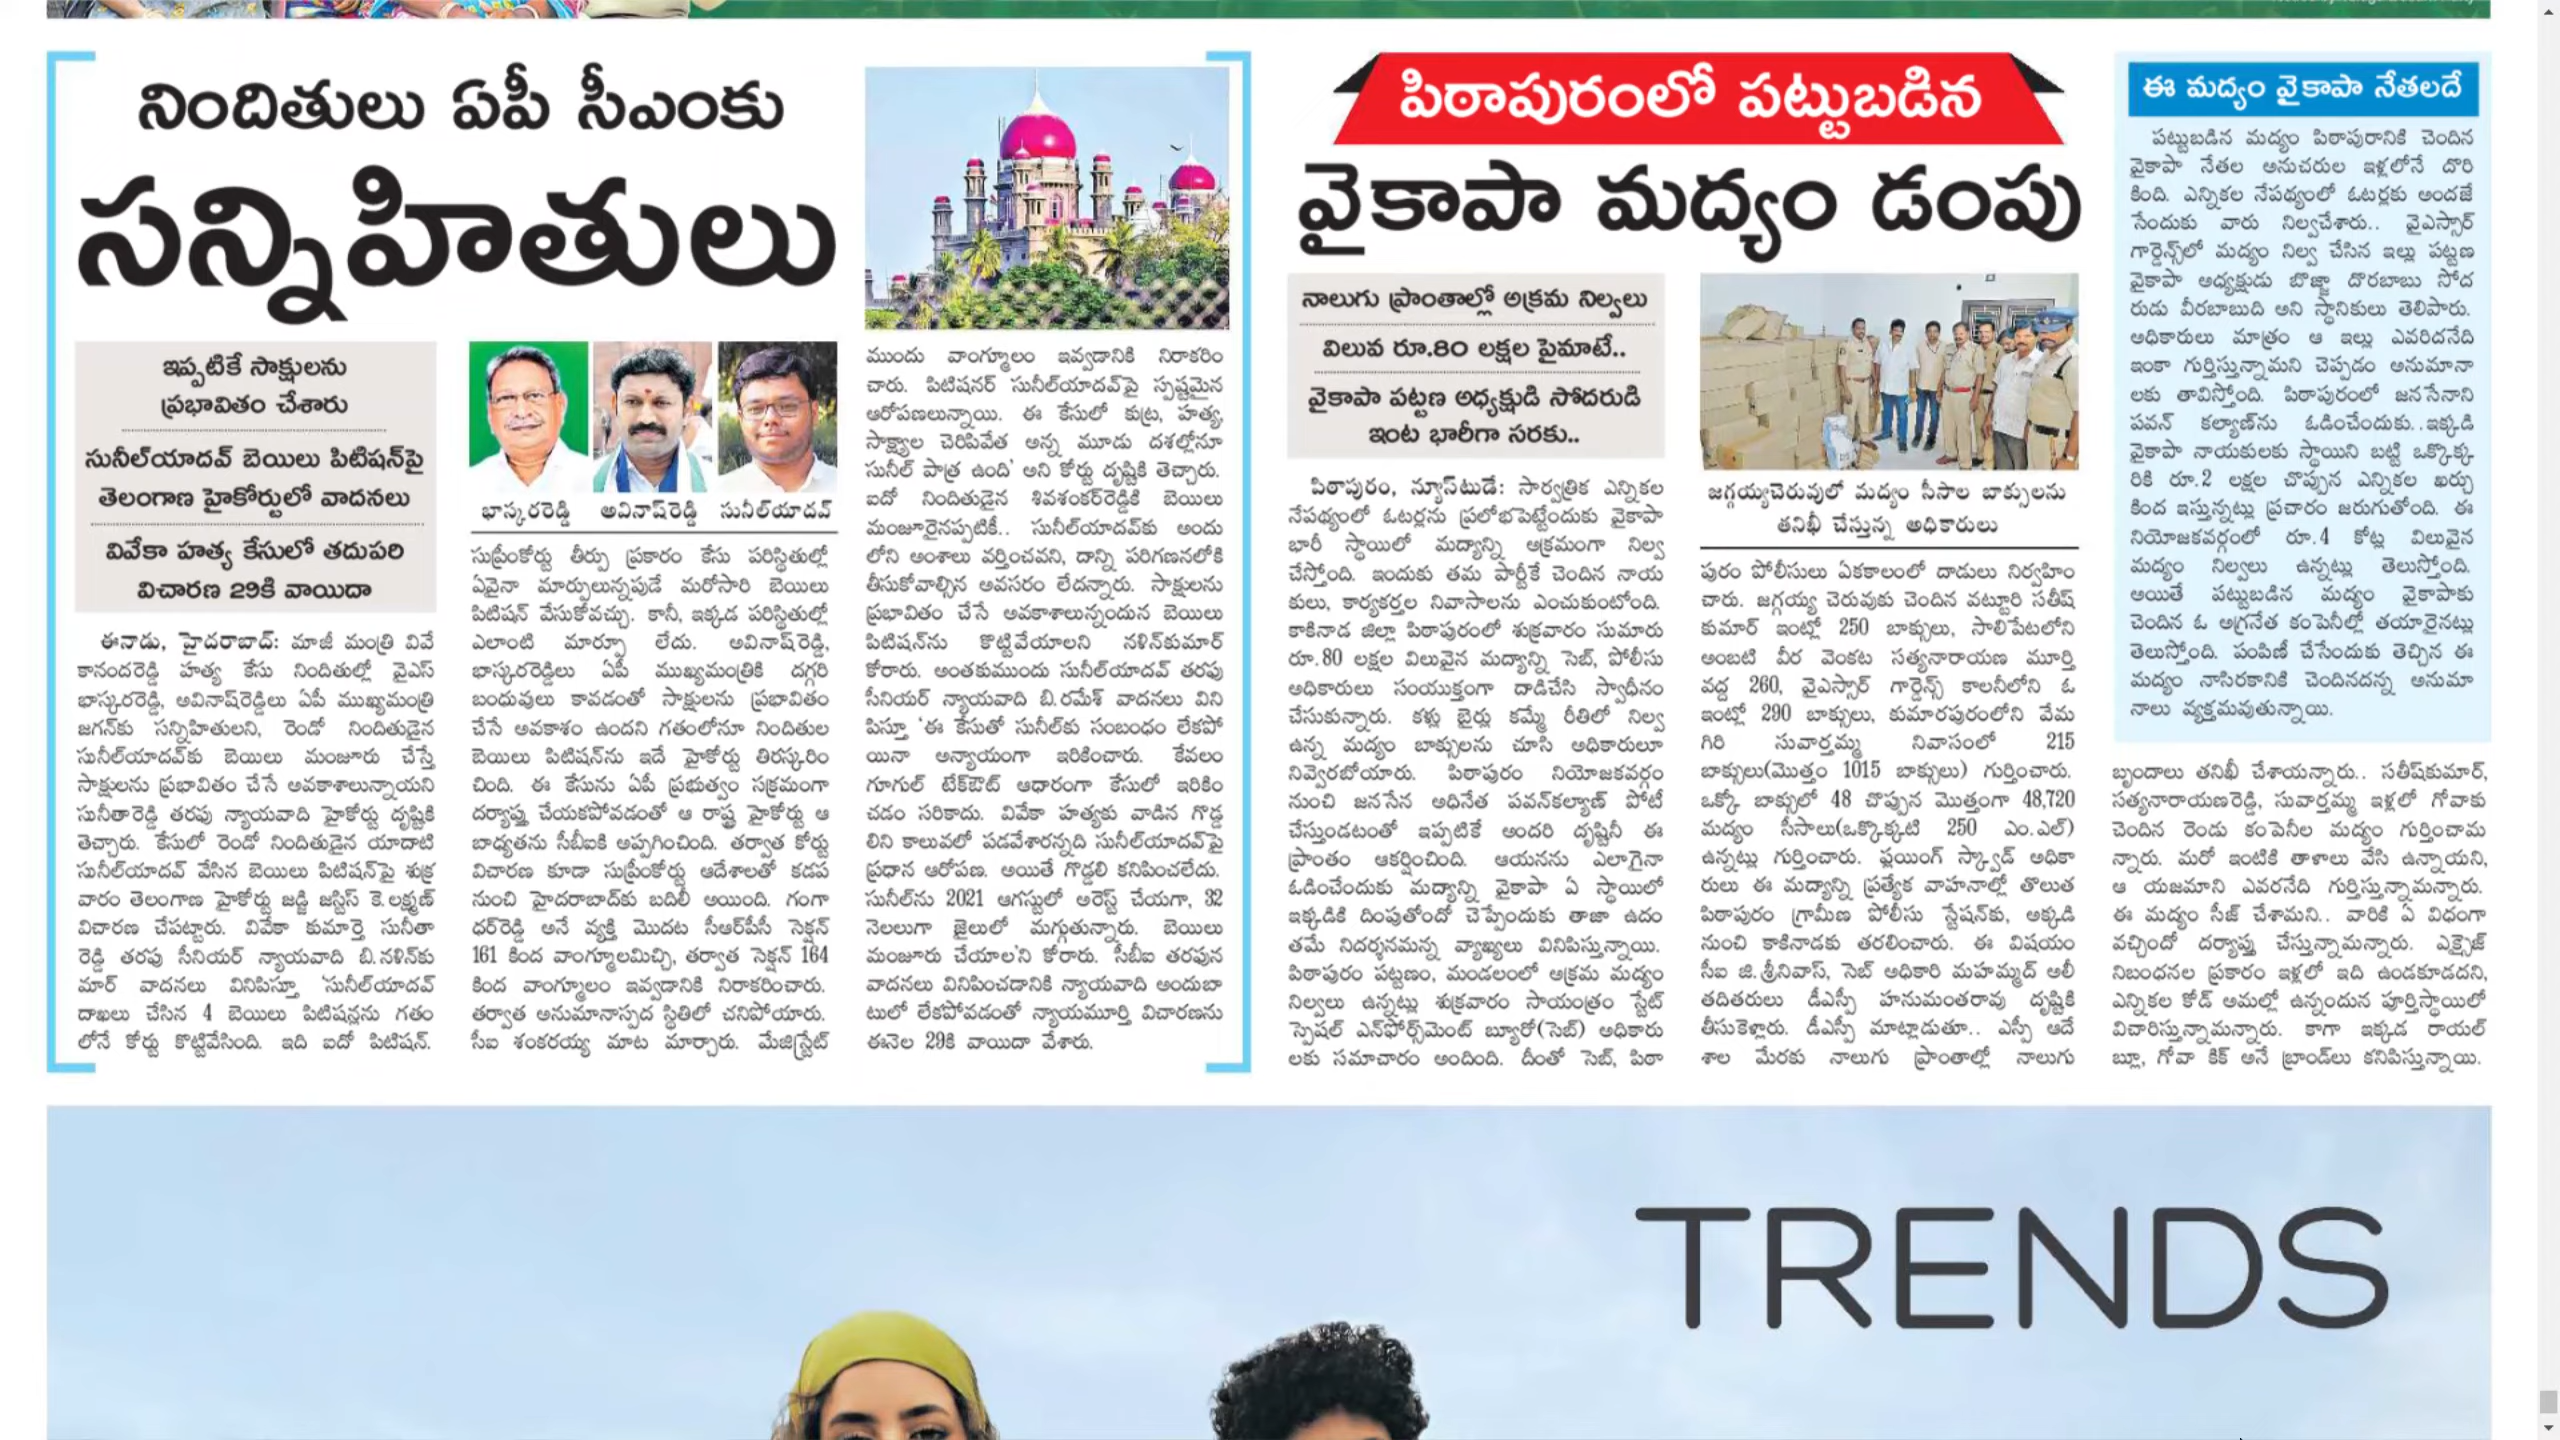 నిందితులు ఏపీ సీఎంకు
సన్నిహితులు
ఇప్పటికే సాక్షులను
ప్రభావితం చేశారు
సునీల్‌యాదవ్ బెయిలు పిటిషన్‌పై
తెలంగాణ హైకోర్టులో వాదనలు
వివేకా హత్య కేసులో తదుపరి
విచారణ 29కి వాయిదా
ఈనాడు, హైదరాబాద్: మాజీ మంత్రి వివే
కానందరెడ్డి హత్య కేసు నిందితుల్లో వైఎస్
భాస్కరరెడ్డి, అవినాష్‌రెడ్డిలు ఏపీ ముఖ్యమంత్రి
జగన్‌కు సన్నిహితులని, రెండో నిందితుడైన
సునీల్‌యాదవ్‌కు బెయిలు మంజూరు చేస్తే
సాక్షులను ప్రభావితం చేసే అవకాశాలున్నాయని
సునీతారెడ్డి తరఫు న్యాయవాది హైకోర్టు దృష్టికి
తెచ్చారు. కేసులో రెండో నిందితుడైన యాదాటి
సునీల్‌యాదవ్ వేసిన బెయిలు పిటిషన్‌పై శుక్ర
వారం తెలంగాణ హైకోర్టు జడ్జి జస్టిస్ కె.లక్ష్మణ్
విచారణ చేపట్టారు. వివేకా కుమార్తె సునీతా
రెడ్డి తరఫు సీనియర్ న్యాయవాది బి.నళిన్‌కు
మార్ వాదనలు వినిపిస్తూ ‘సునీల్‌యాదవ్
దాఖలు చేసిన 4 బెయిలు పిటిషన్లను గతం
లోనే కోర్టు కొట్టివేసింది. ఇది ఐదో పిటిషన్.
భాస్కరరెడ్డి అవినాష్‌రెడ్డి సునీల్‌యాదవ్
సుప్రీంకోర్టు తీర్పు ప్రకారం కేసు పరిస్థితుల్లో
ఏవైనా మార్పులున్నపుడే మరోసారి బెయిలు
పిటిషన్ వేసుకోవచ్చు. కానీ, ఇక్కడ పరిస్థితుల్లో
ఎలాంటి మార్పూ లేదు. అవినాష్‌రెడ్డి,
భాస్కరరెడ్డిలు ఏపీ ముఖ్యమంత్రికి దగ్గరి
బంధువులు కావడంతో సాక్షులను ప్రభావితం
చేసే అవకాశం ఉందని గతంలోనూ నిందితుల
బెయిలు పిటిషన్‌ను ఇదే హైకోర్టు తిరస్కరిం
చింది. ఈ కేసును ఏపీ ప్రభుత్వం సక్రమంగా
దర్యాప్తు చేయకపోవడంతో ఆ రాష్ట్ర హైకోర్టు ఆ
బాధ్యతను సీబీఐకి అప్పగించింది. తర్వాత కోర్టు
విచారణ కూడా సుప్రీంకోర్టు ఆదేశాలతో కడప
నుంచి హైదరాబాద్‌కు బదిలీ అయింది. గంగా
ధర్‌రెడ్డి అనే వ్యక్తి మొదట సీఆర్‌పీసీ సెక్షన్
161 కింద వాంగ్మూలమిచ్చి, తర్వాత సెక్షన్ 164
కింద వాంగ్మూలం ఇవ్వడానికి నిరాకరించారు.
తర్వాత అనుమానాస్పద స్థితిలో చనిపోయారు.
సీఐ శంకరయ్య మాట మార్చారు. మేజిస్ట్రేట్
ముందు వాంగ్మూలం ఇవ్వడానికి నిరాకరిం
చారు. పిటిషనర్ సునీల్‌యాదవ్‌పై స్పష్టమైన
ఆరోపణలున్నాయి. ఈ కేసులో కుట్ర, హత్య,
సాక్ష్యాల చెరిపివేత అన్న మూడు దశల్లోనూ
సునీల్ పాత్ర ఉంది’ అని కోర్టు దృష్టికి తెచ్చారు.
ఐదో నిందితుడైన శివశంకర్‌రెడ్డికి బెయిలు
మంజూరైనప్పటికీ.. సునీల్‌యాదవ్‌కు అందు
లోని అంశాలు వర్తించవని, దాన్ని పరిగణనలోకి
తీసుకోవాల్సిన అవసరం లేదన్నారు. సాక్షులను
ప్రభావితం చేసే అవకాశాలున్నందున బెయిలు
పిటిషన్‌ను కొట్టివేయాలని నళిన్‌కుమార్
కోరారు. అంతకుముందు సునీల్‌యాదవ్ తరఫు
సీనియర్ న్యాయవాది బి.రమేశ్ వాదనలు విని
పిస్తూ ‘ఈ కేసుతో సునీల్‌కు సంబంధం లేకపో
యినా అన్యాయంగా ఇరికించారు. కేవలం
గూగుల్ టేక్‌ఔట్ ఆధారంగా కేసులో ఇరికిం
చడం సరికాదు. వివేకా హత్యకు వాడిన గొడ్డ
లిని కాలువలో పడవేశారన్నది సునీల్‌యాదవ్‌పై
ప్రధాన ఆరోపణ. అయితే గొడ్డలి కనిపించలేదు.
సునీల్‌ను 2021 ఆగస్టులో అరెస్ట్ చేయగా, 32
నెలలుగా జైలులో మగ్గుతున్నారు. బెయిలు
మంజూరు చేయాల’ని కోరారు. సీబీఐ తరఫున
వాదనలు వినిపించడానికి న్యాయవాది అందుబా
టులో లేకపోవడంతో న్యాయమూర్తి విచారణను
ఈనెల 29కి వాయిదా వేశారు.
పిఠాపురంలో పట్టుబడిన
వైకాపా మద్యం డంపు
నాలుగు ప్రాంతాల్లో అక్రమ నిల్వలు
విలువ రూ.80 లక్షల పైమాటే..
వైకాపా పట్టణ అధ్యక్షుడి సోదరుడి
ఇంట భారీగా సరకు..
పిఠాపురం, న్యూస్‌టుడే: సార్వత్రిక ఎన్నికల
నేపథ్యంలో ఓటర్లను ప్రలోభపెట్టేందుకు వైకాపా
భారీ స్థాయిలో మద్యాన్ని అక్రమంగా నిల్వ
చేస్తోంది. ఇందుకు తమ పార్టీకే చెందిన నాయ
కులు, కార్యకర్తల నివాసాలను ఎంచుకుంటోంది.
కాకినాడ జిల్లా పిఠాపురంలో శుక్రవారం సుమారు
రూ.80 లక్షల విలువైన మద్యాన్ని సెబ్, పోలీసు
అధికారులు సంయుక్తంగా దాడిచేసి స్వాధీనం
చేసుకున్నారు. కళ్లు బైర్లు కమ్మే రీతిలో నిల్వ
ఉన్న మద్యం బాక్సులను చూసి అధికారులూ
నివ్వెరబోయారు. పిఠాపురం నియోజకవర్గం
నుంచి జనసేన అధినేత పవన్‌కల్యాణ్ పోటీ
చేస్తుండటంతో ఇప్పటికే అందరి దృష్టినీ ఈ
ప్రాంతం ఆకర్షించింది. ఆయనను ఎలాగైనా
ఓడించేందుకు మద్యాన్ని వైకాపా ఏ స్థాయిలో
ఇక్కడికి దింపుతోందో చెప్పేందుకు తాజా ఉదం
తమే నిదర్శనమన్న వ్యాఖ్యలు వినిపిస్తున్నాయి.
పిఠాపురం పట్టణం, మండలంలో అక్రమ మద్యం
నిల్వలు ఉన్నట్లు శుక్రవారం సాయంత్రం స్టేట్
స్పెషల్ ఎన్‌ఫోర్స్‌మెంట్ బ్యూరో(సెబ్) అధికారు
లకు సమాచారం అందింది. దీంతో సెబ్, పిఠా
జగ్గయ్యచెరువులో మద్యం సీసాల బాక్సులను
తనిఖీ చేస్తున్న అధికారులు
పురం పోలీసులు ఏకకాలంలో దాడులు నిర్వహిం
చారు. జగ్గయ్య చెరువుకు చెందిన వట్టూరి సతీష్
కుమార్ ఇంట్లో 250 బాక్సులు, సాలిపేటలోని
అంబటి వీర వెంకట సత్యనారాయణ మూర్తి
వద్ద 260, వైఎస్సార్ గార్డెన్స్ కాలనీలోని ఓ
ఇంట్లో 290 బాక్సులు, కుమారపురంలోని వేమ
గిరి సువార్తమ్మ నివాసంలో 215
బాక్సులు(మొత్తం 1015 బాక్సులు) గుర్తించారు.
ఒక్కో బాక్సులో 48 చొప్పున మొత్తంగా 48,720
మద్యం సీసాలు(ఒక్కొక్కటి 250 ఎం.ఎల్)
ఉన్నట్లు గుర్తించారు. ఫ్లయింగ్ స్క్వాడ్ అధికా
రులు ఈ మద్యాన్ని ప్రత్యేక వాహనాల్లో తొలుత
పిఠాపురం గ్రామీణ పోలీసు స్టేషన్‌కు, అక్కడి
నుంచి కాకినాడకు తరలించారు. ఈ విషయం
సీఐ జి.శ్రీనివాస్, సెబ్ అధికారి మహమ్మద్ అలీ
తదితరులు డీఎస్పీ హనుమంతరావు దృష్టికి
తీసుకెళ్లారు. డీఎస్పీ మాట్లాడుతూ.. ఎస్పీ ఆదే
శాల మేరకు నాలుగు ప్రాంతాల్లో నాలుగు
ఈ మద్యం వైకాపా నేతలదే
పట్టుబడిన మద్యం పిఠాపురానికి చెందిన
వైకాపా నేతల అనుచరుల ఇళ్లలోనే దొరి
కింది. ఎన్నికల నేపథ్యంలో ఓటర్లకు అందజే
సేందుకు వారు నిల్వచేశారు.. వైఎస్సార్
గార్డెన్స్‌లో మద్యం నిల్వ చేసిన ఇల్లు పట్టణ
వైకాపా అధ్యక్షుడు బొజ్జా దొరబాబు సోద
రుడు వీరబాబుది అని స్థానికులు తెలిపారు.
అధికారులు మాత్రం ఆ ఇల్లు ఎవరిదనేది
ఇంకా గుర్తిస్తున్నామని చెప్పడం అనుమానా
లకు తావిస్తోంది. పిఠాపురంలో జనసేనాని
పవన్ కల్యాణ్‌ను ఓడించేందుకు..ఇక్కడి
వైకాపా నాయకులకు స్థాయిని బట్టి ఒక్కొక్క
రికి రూ.2 లక్షల చొప్పున ఎన్నికల ఖర్చు
కింద ఇస్తున్నట్లు ప్రచారం జరుగుతోంది. ఈ
నియోజకవర్గంలో రూ.4 కోట్ల విలువైన
మద్యం నిల్వలు ఉన్నట్లు తెలుస్తోంది.
అయితే పట్టుబడిన మద్యం వైకాపాకు
చెందిన ఓ అగ్రనేత కంపెనీల్లో తయారైనట్లు
తెలుస్తోంది. పంపిణీ చేసేందుకు తెచ్చిన ఈ
మద్యం నాసిరకానికి చెందినదన్న అనుమా
నాలు వ్యక్తమవుతున్నాయి.
బృందాలు తనిఖీ చేశాయన్నారు.. సతీష్‌కుమార్,
సత్యనారాయణరెడ్డి, సువార్తమ్మ ఇళ్లలో గోవాకు
చెందిన రెండు కంపెనీల మద్యం గుర్తించామ
న్నారు. మరో ఇంటికి తాళాలు వేసి ఉన్నాయని,
ఆ యజమాని ఎవరనేది గుర్తిస్తున్నామన్నారు.
ఈ మద్యం సీజ్ చేశామని.. వారికి ఏ విధంగా
వచ్చిందో దర్యాప్తు చేస్తున్నామన్నారు. ఎక్సైజ్
నిబంధనల ప్రకారం ఇళ్లలో ఇది ఉండకూడదని,
ఎన్నికల కోడ్ అమల్లో ఉన్నందున పూర్తిస్థాయిలో
విచారిస్తున్నామన్నారు. కాగా ఇక్కడ రాయల్
బ్లూ, గోవా కిక్ అనే బ్రాండ్‌లు కనిపిస్తున్నాయి.
TRENDS